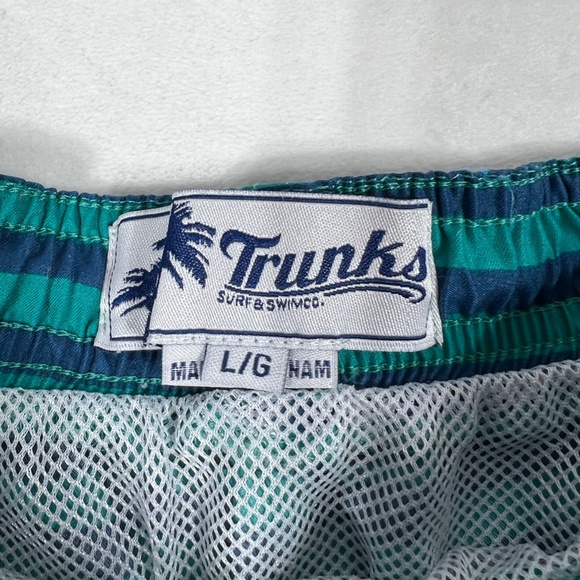 Trunks
SURF & SWIM CO.
MA L/G NAM